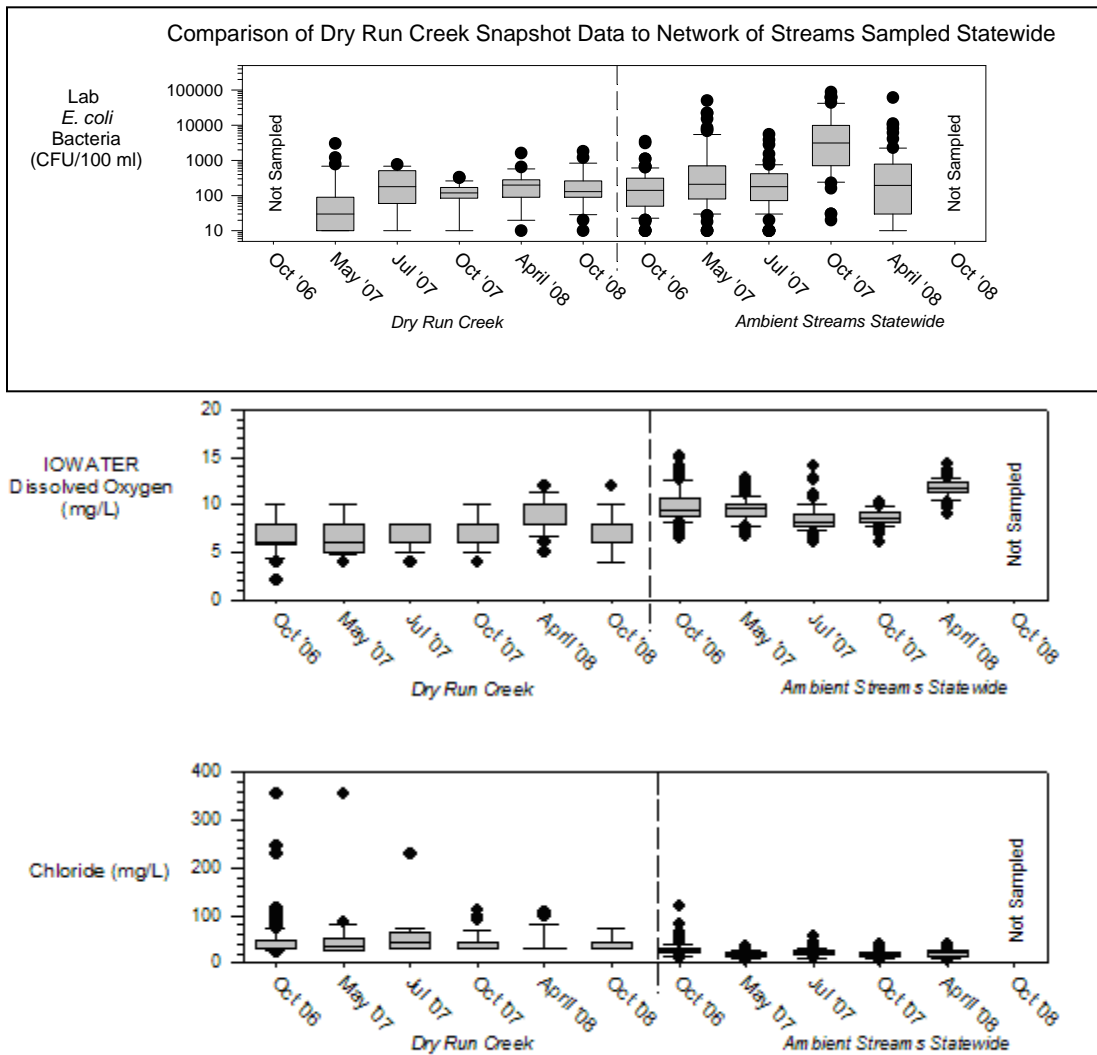 Comparison of Dry Run Creek Snapshot Data to Network of Streams Sampled Statewide
Lab
E. coli
Bacteria
(CFU/100 ml)
100000
10000
1000
100
10
Not Sampled
Not Sampled
Oct '06
May '07
Jul '07
Oct '07
April '08
Oct '08
Oct '06
May '07
Jul '07
Oct '07
April '08
Oct '08
Dry Run Creek
Ambient Streams Statewide
IOWATER
Dissolved Oxygen
(mg/L)
20
15
10
5
0
Not Sampled
Oct '06
May '07
Jul '07
Oct '07
April '08
Oct '08
Oct '06
May '07
Jul '07
Oct '07
April '08
Oct '08
Dry Run Creek
Ambient Streams Statewide
Chloride (mg/L)
400
300
200
100
0
Not Sampled
Oct '06
May '07
Jul '07
Oct '07
April '08
Oct '08
Oct '06
May '07
Jul '07
Oct '07
April '08
Oct '08
Dry Run Creek
Ambient Streams Statewide